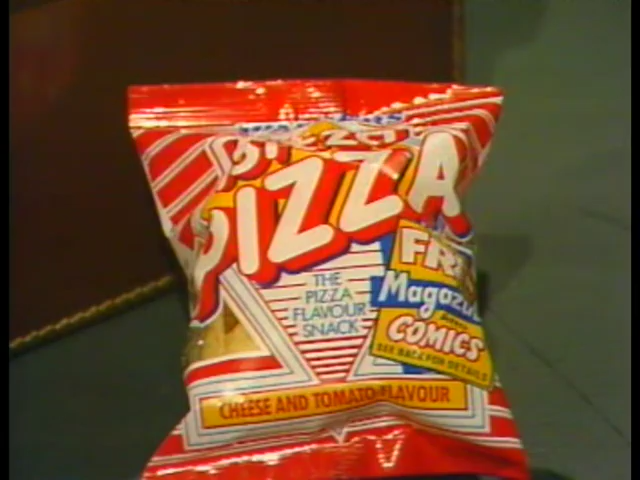 PIZZA
THE
PIZZA
FLAVOUR
SNACK
Magazine
COMICS
SEE BACK FOR DETAILS
CHEESE AND TOMATO FLAVOUR